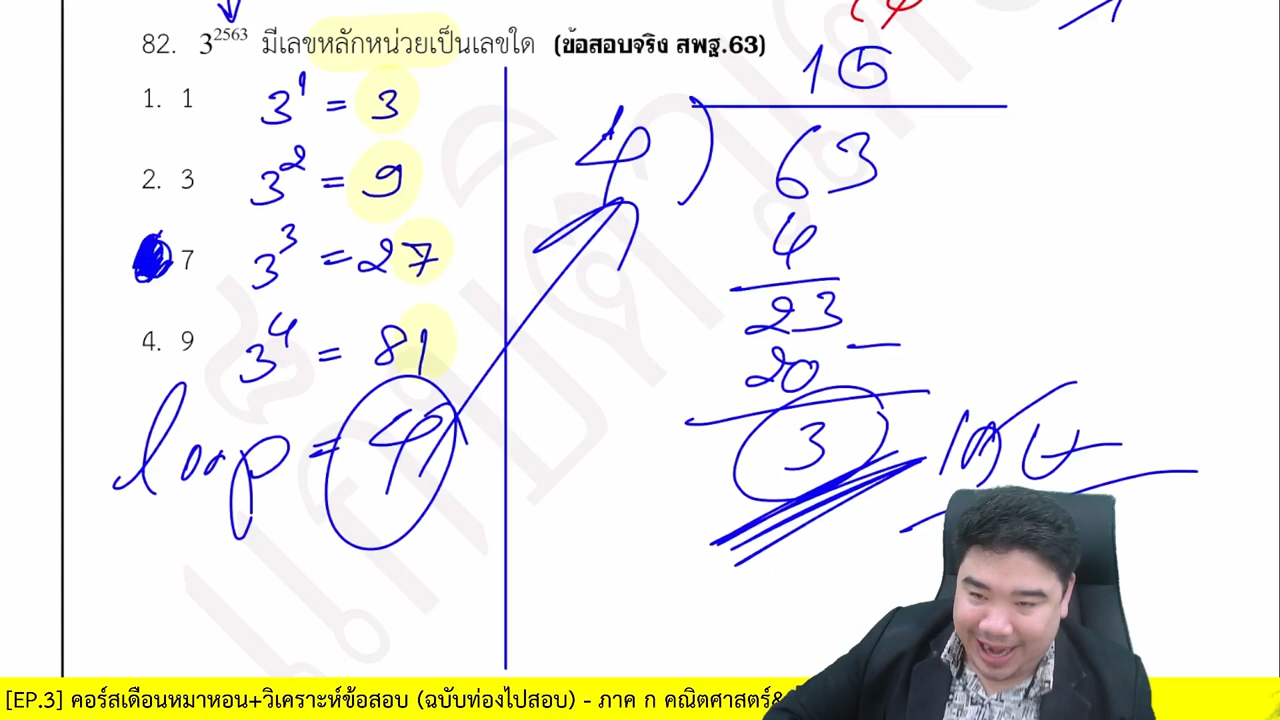 82. 3^2563 มีเลขหลักหน่วยเป็นเลขใด (ข้อสอบจริง สพฐ.63)
1. 1
2. 3
7
4. 9
3^1 = 3
3^2 = 9
3^3 = 27
3^4 = 81
loop = 4
15
4 ) 63
4
23
20
3
เศษ
[EP.3] คอร์สเดือนหมาหอน+วิเคราะห์ข้อสอบ (ฉบับท่องไปสอบ) - ภาค ก คณิตศาสตร์&